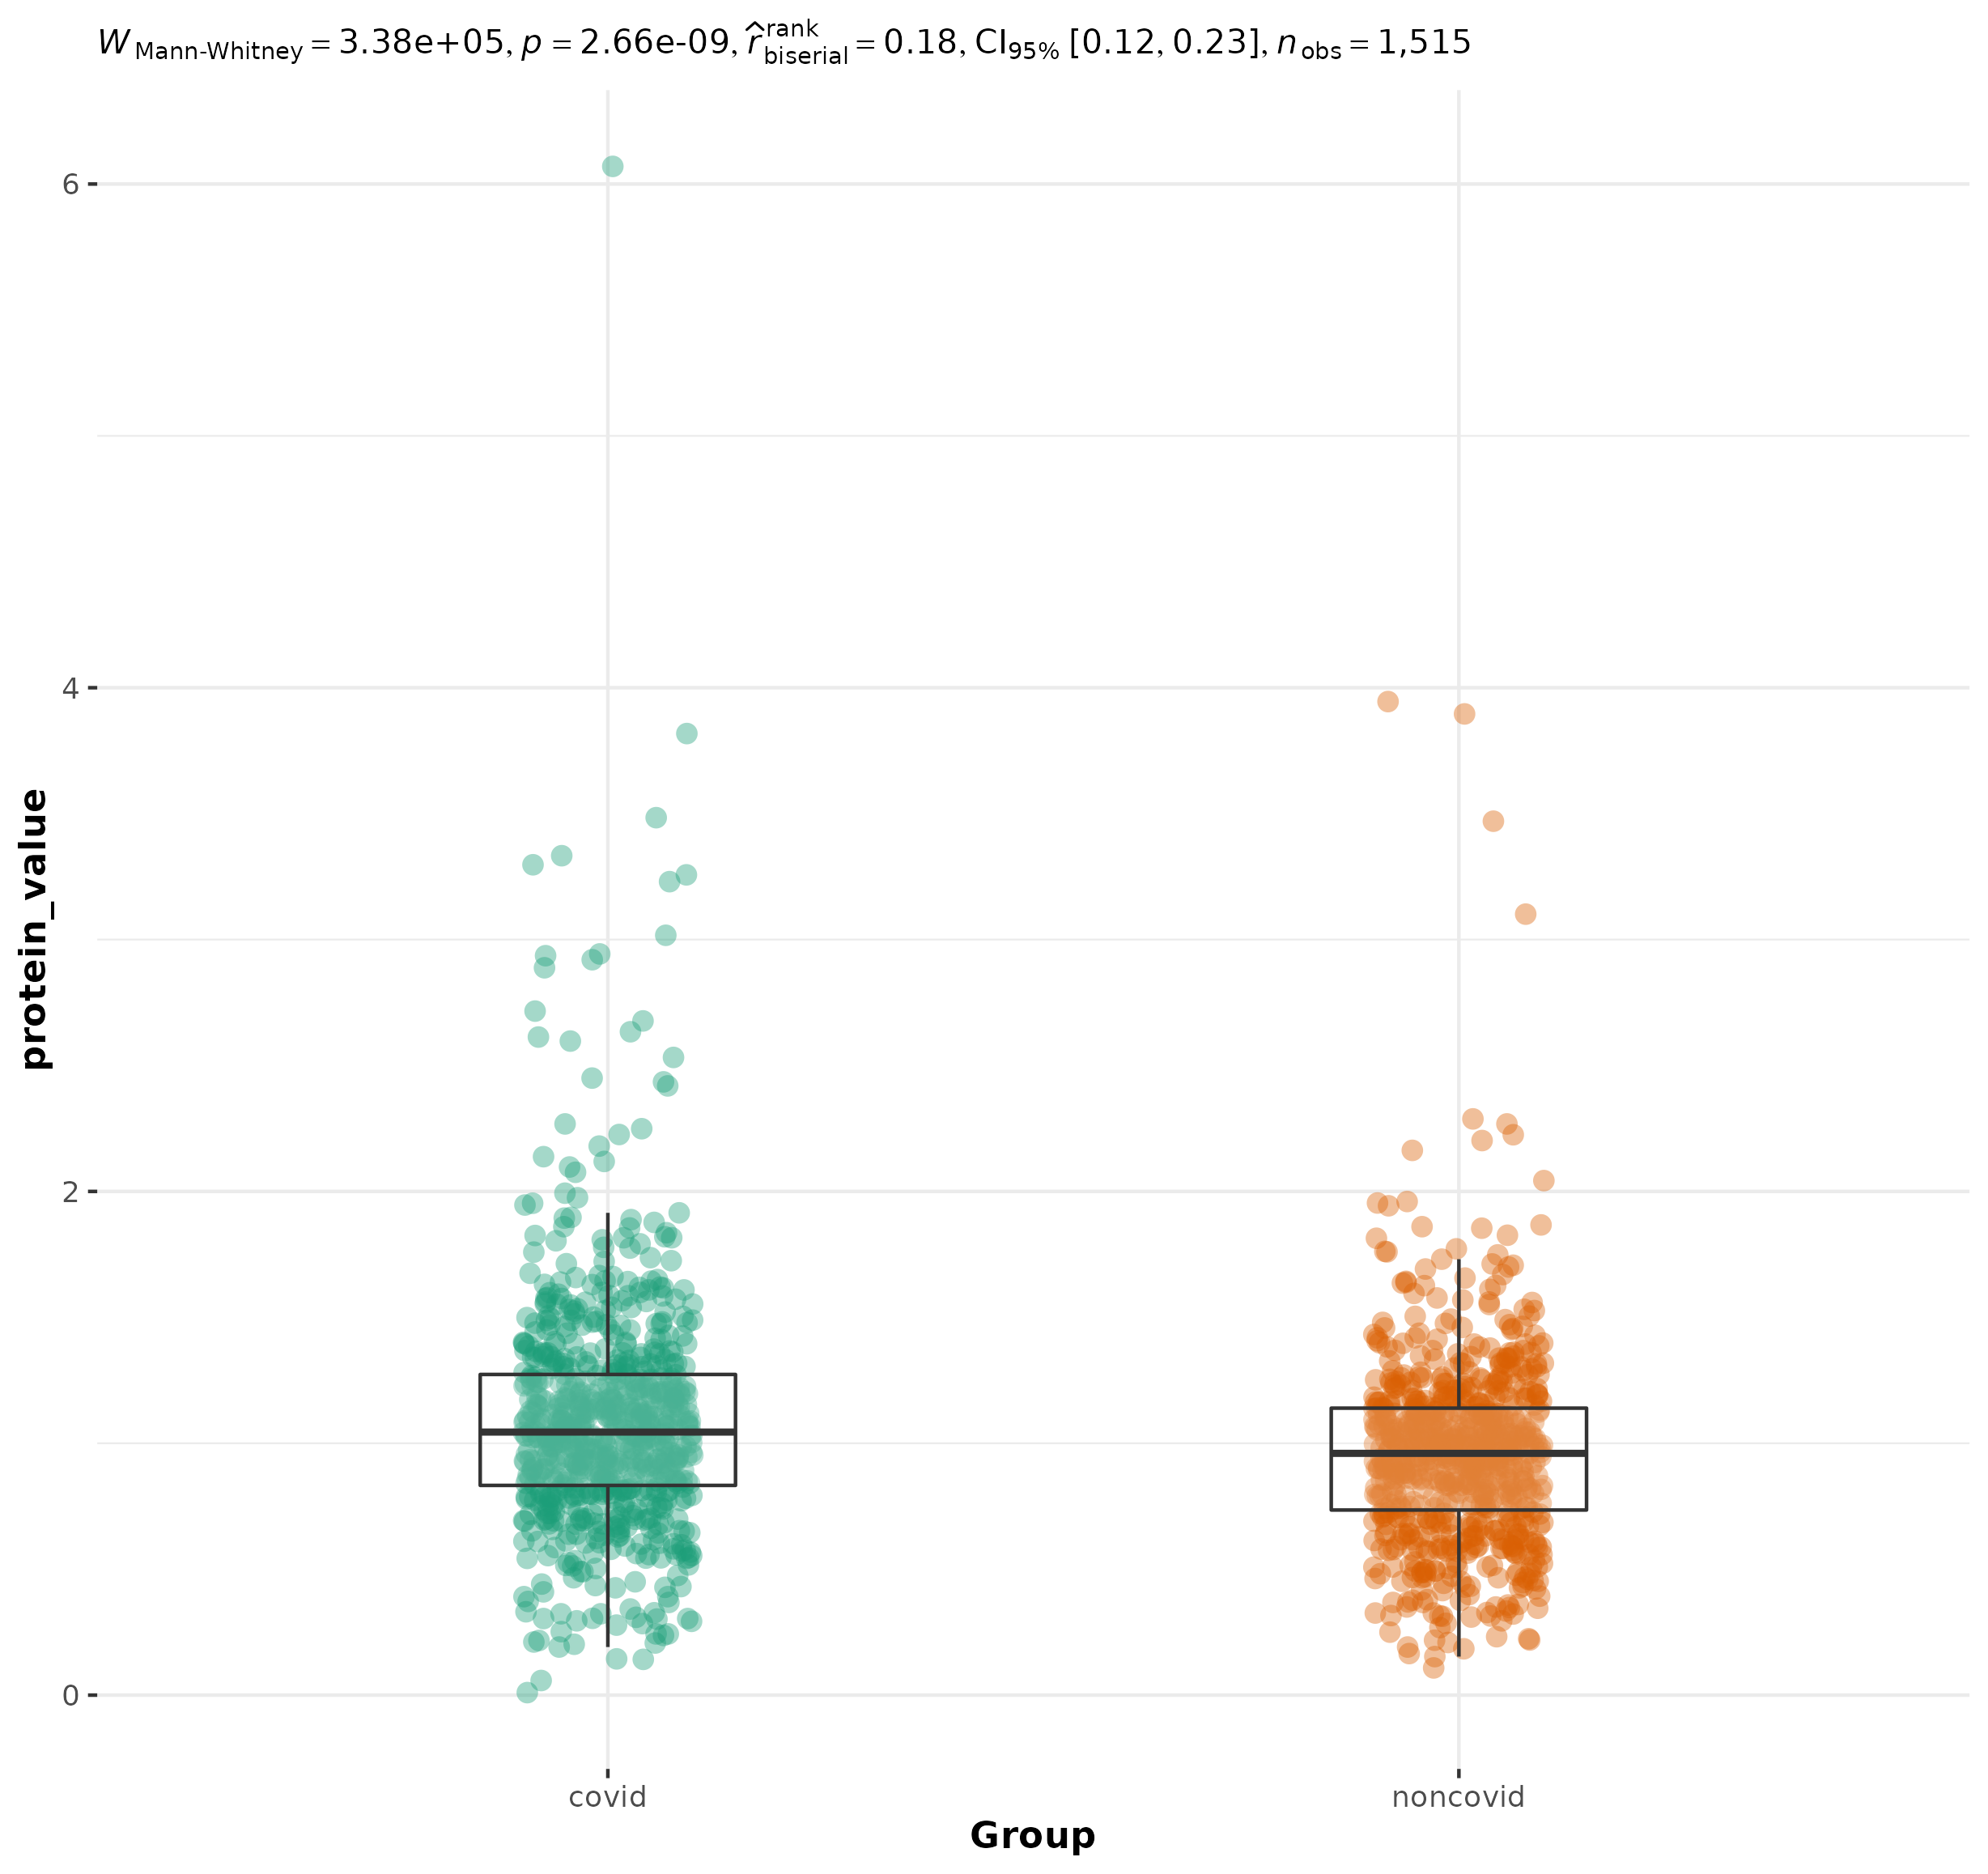 W Mann-Whitney = 3.38e+05, p = 2.66e-09, r̂ rank biserial = 0.18, CI95% [0.12, 0.23], n obs = 1,515
6
4
2
0
protein_value
covid noncovid
Group